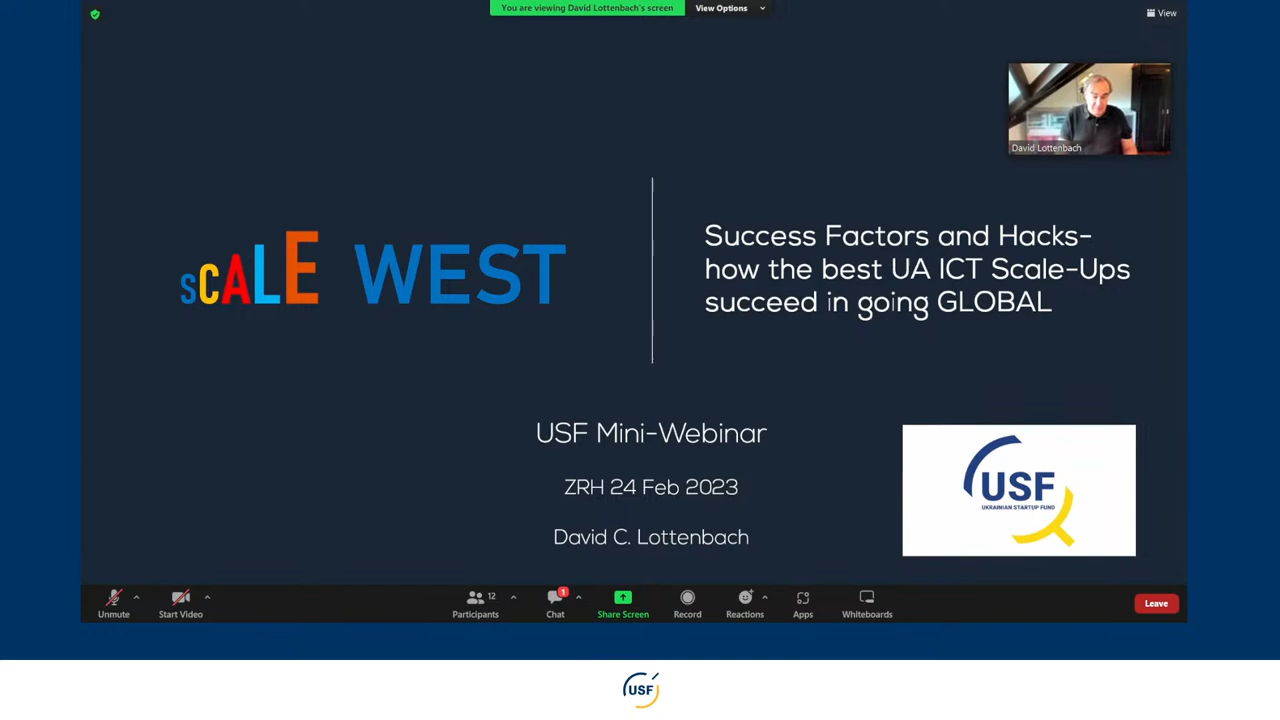 You are viewing David Lottenbach's screen
View Options
View
David Lottenbach
sCALE WEST
Success Factors and Hacks-
how the best UA ICT Scale-Ups
succeed in going GLOBAL
USF Mini-Webinar
ZRH 24 Feb 2023
David C. Lottenbach
USF
UKRAINIAN STARTUP FUND
12
1
Unmute
Start Video
Participants
Chat
Share Screen
Record
Reactions
Apps
Whiteboards
Leave
USF